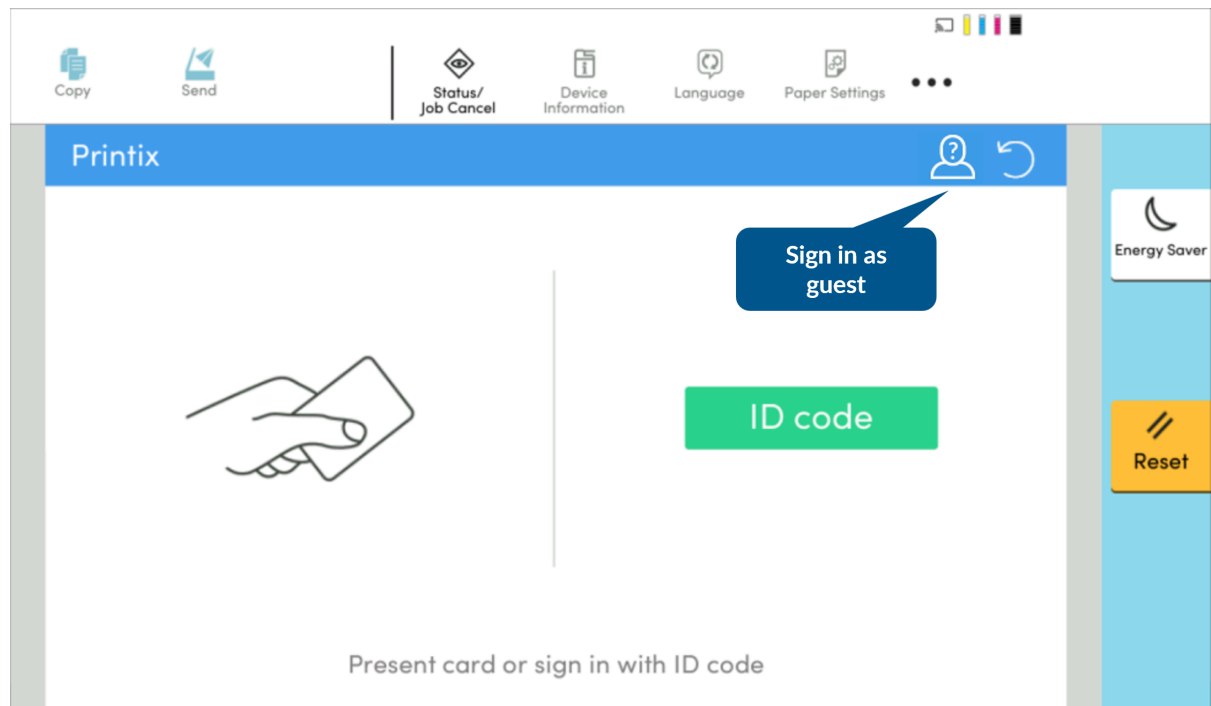 Copy
Send
Status/
Job Cancel
Device
Information
Language
Paper Settings
Printix
?
Sign in as
guest
Energy Saver
ID code
Reset
Present card or sign in with ID code